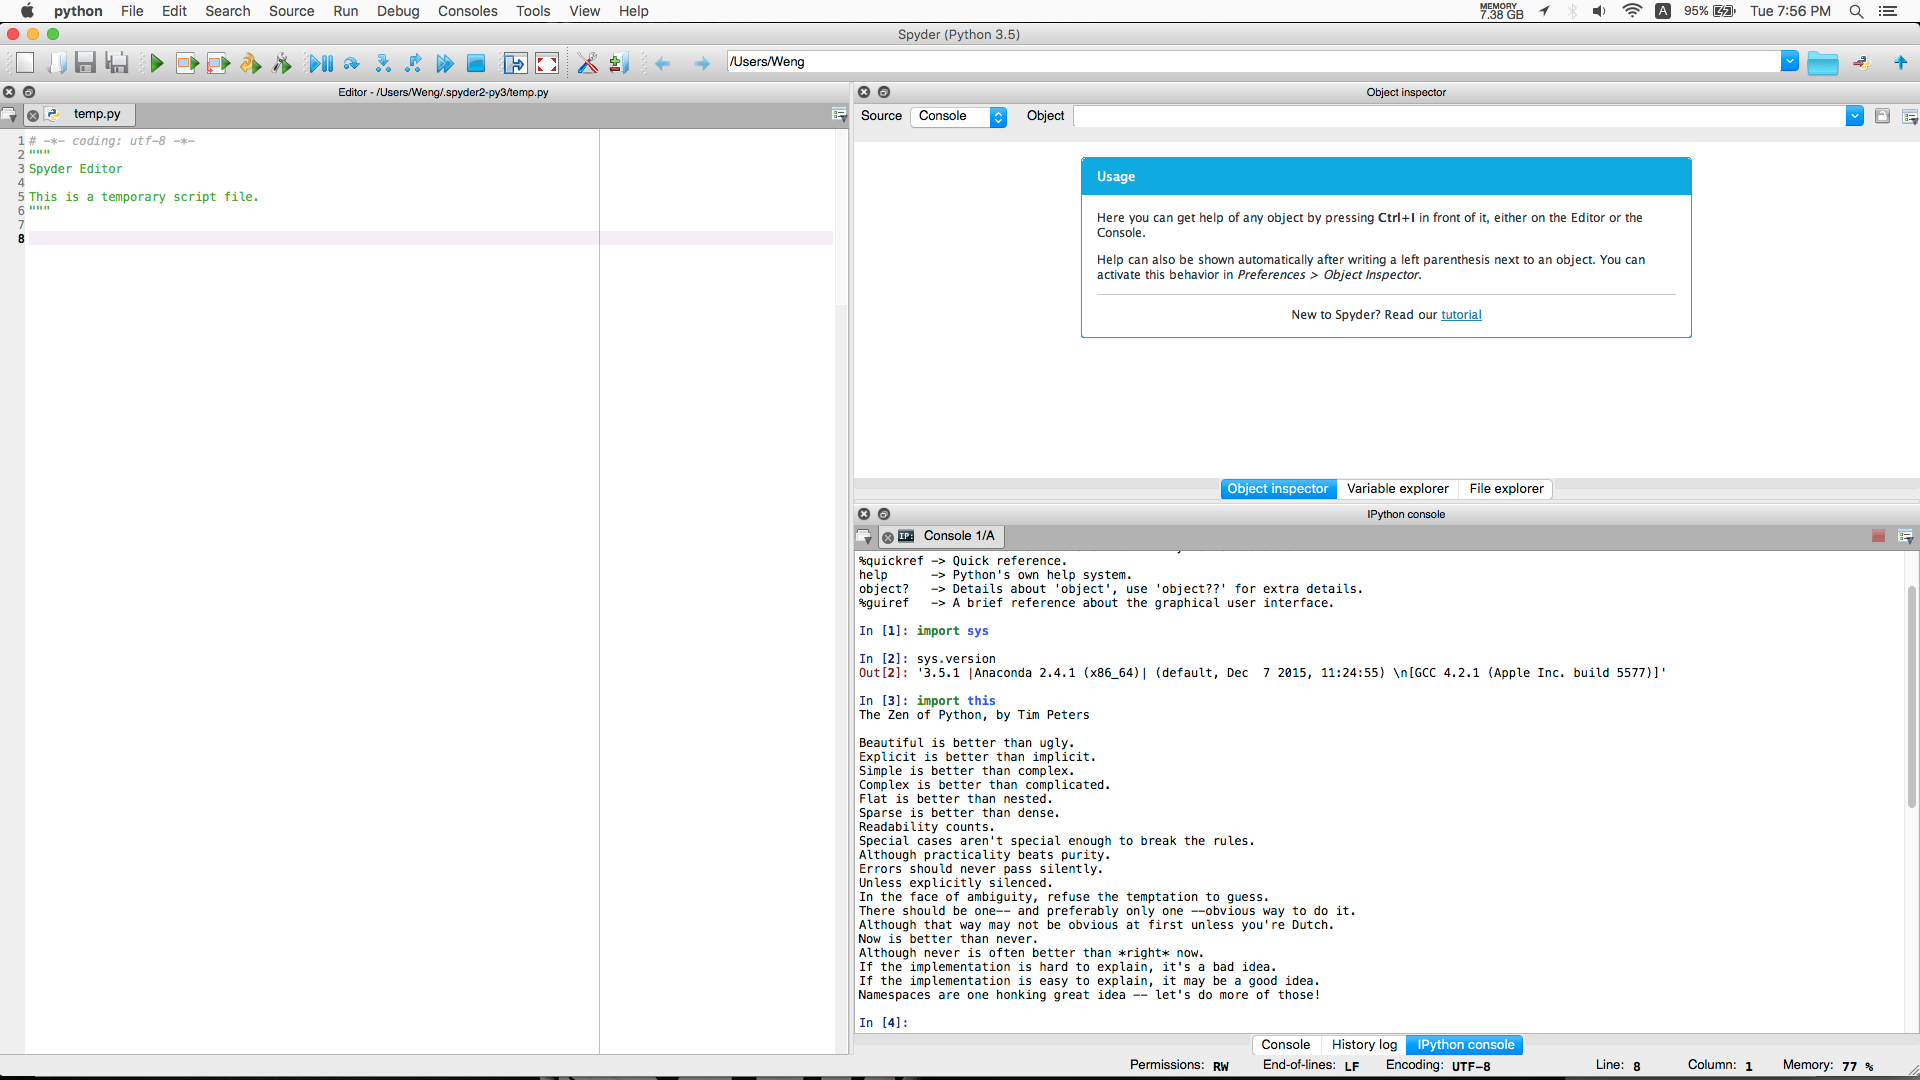 python File Edit Search Source Run Debug Consoles Tools View Help
MEMORY
7.38 GB
A 95% Tue 7:56 PM
Spyder (Python 3.5)
/Users/Weng
Editor - /Users/Weng/.spyder2-py3/temp.py
temp.py
1 # -*- coding: utf-8 -*-
2 """
3 Spyder Editor
4
5 This is a temporary script file.
6 """
7
8
Object inspector
Source Console Object
Usage
Here you can get help of any object by pressing Ctrl+I in front of it, either on the Editor or the
Console.
Help can also be shown automatically after writing a left parenthesis next to an object. You can
activate this behavior in Preferences > Object Inspector.
New to Spyder? Read our tutorial
Object inspector Variable explorer File explorer
IPython console
IP: Console 1/A
%quickref -> Quick reference.
help -> Python's own help system.
object? -> Details about 'object', use 'object??' for extra details.
%guiref -> A brief reference about the graphical user interface.
In [1]: import sys
In [2]: sys.version
Out[2]: '3.5.1 |Anaconda 2.4.1 (x86_64)| (default, Dec  7 2015, 11:24:55) \n[GCC 4.2.1 (Apple Inc. build 5577)]'
In [3]: import this
The Zen of Python, by Tim Peters
Beautiful is better than ugly.
Explicit is better than implicit.
Simple is better than complex.
Complex is better than complicated.
Flat is better than nested.
Sparse is better than dense.
Readability counts.
Special cases aren't special enough to break the rules.
Although practicality beats purity.
Errors should never pass silently.
Unless explicitly silenced.
In the face of ambiguity, refuse the temptation to guess.
There should be one-- and preferably only one --obvious way to do it.
Although that way may not be obvious at first unless you're Dutch.
Now is better than never.
Although never is often better than *right* now.
If the implementation is hard to explain, it's a bad idea.
If the implementation is easy to explain, it may be a good idea.
Namespaces are one honking great idea -- let's do more of those!
In [4]:
Console History log IPython console
Permissions: RW End-of-lines: LF Encoding: UTF-8 Line: 8 Column: 1 Memory: 77 %